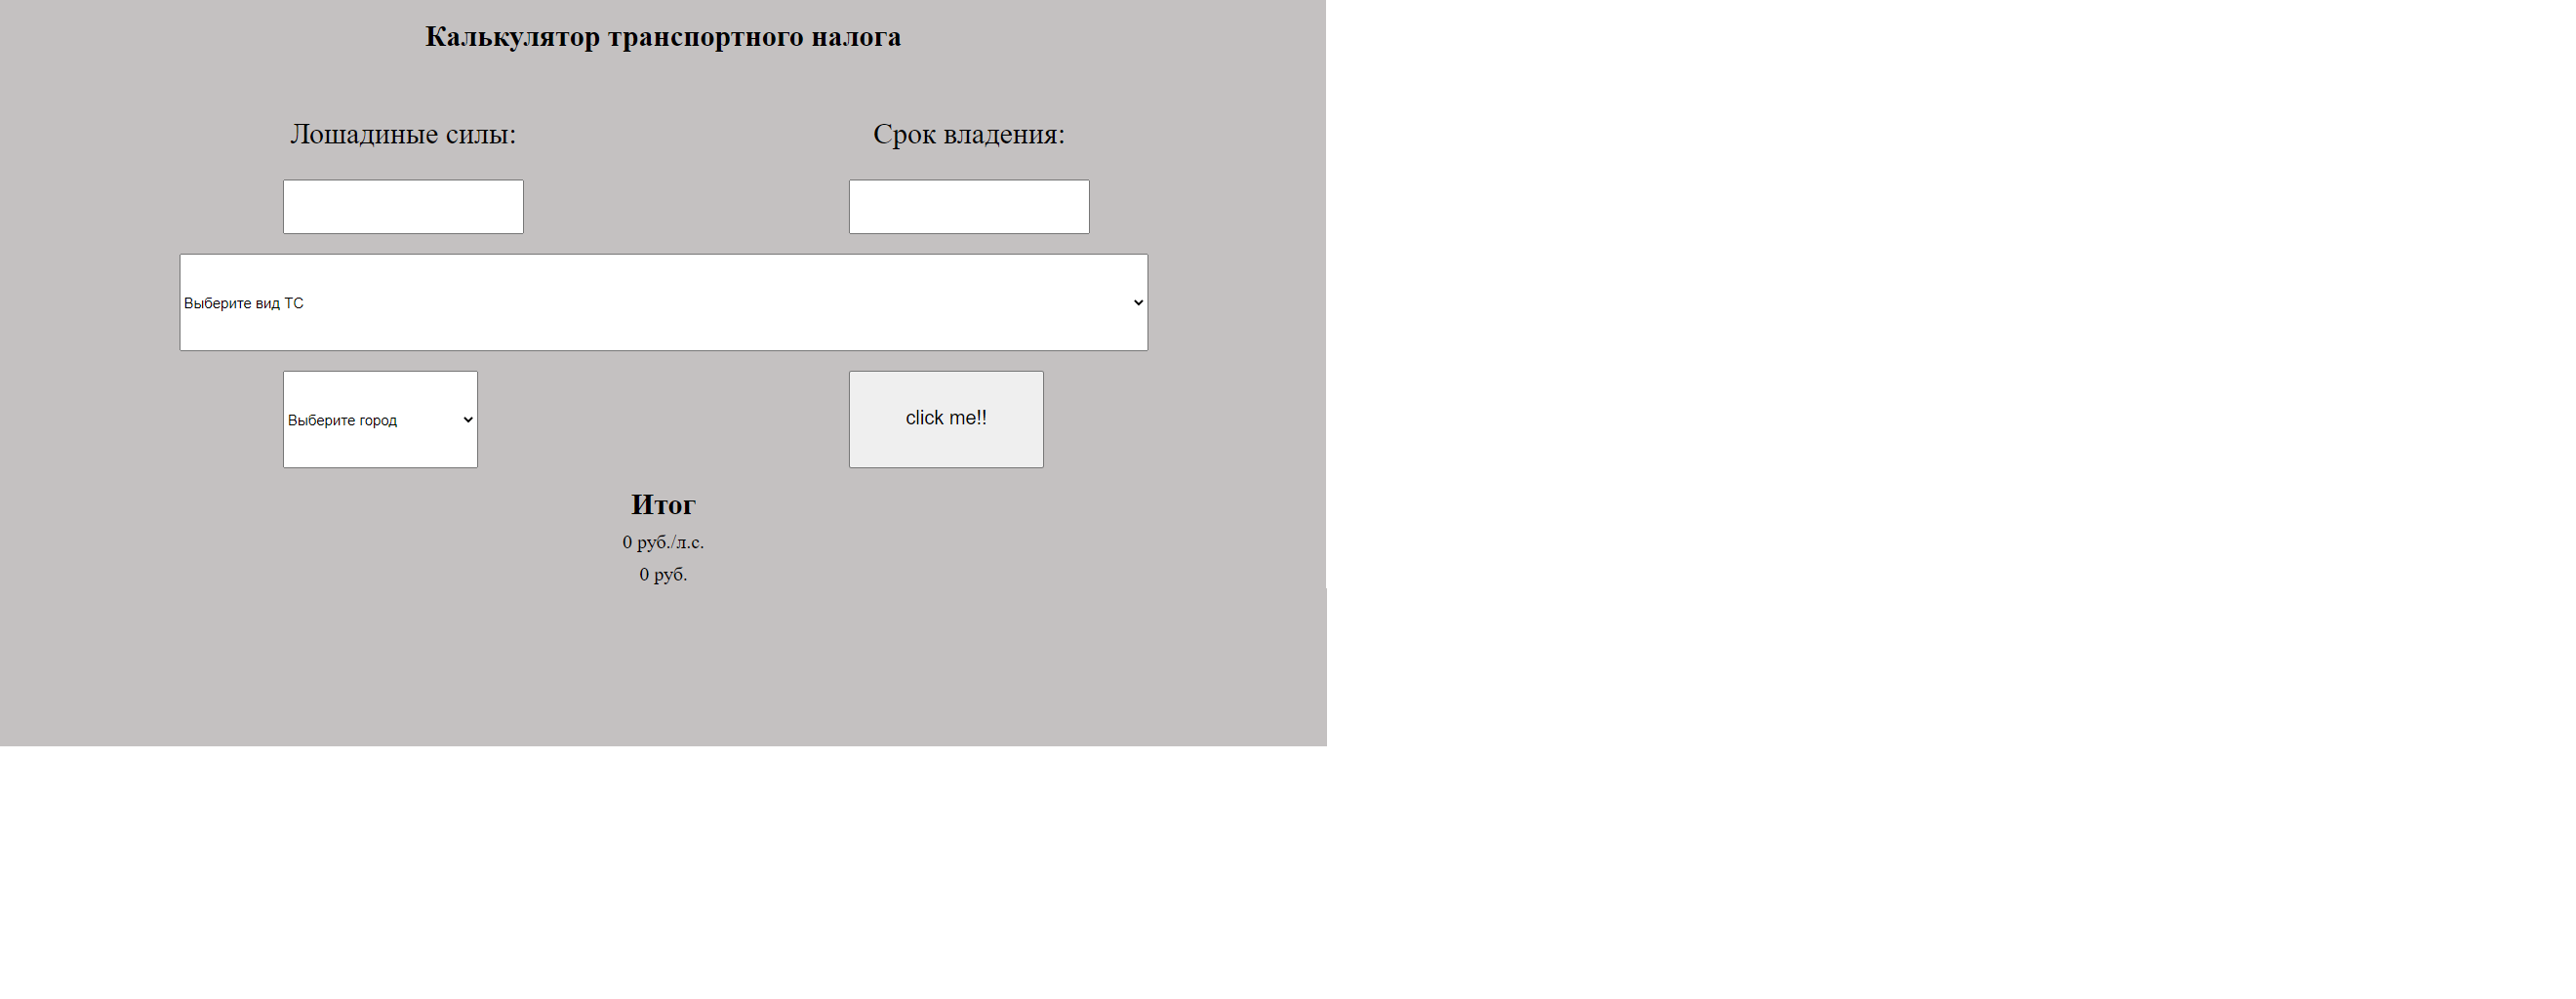 Калькулятор транспортного налога
Лошадиные силы:
Срок владения:
Выберите вид ТС
Выберите город
click me!!
Итог
0 руб./л.с.
0 руб.